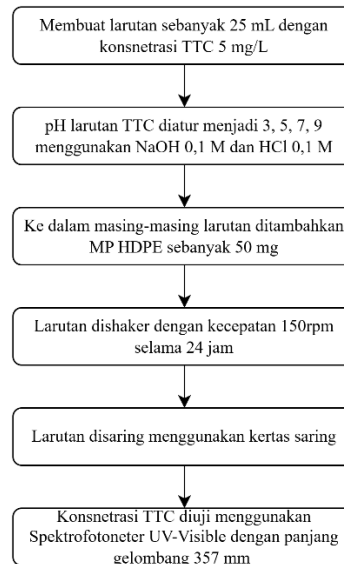 Membuat larutan sebanyak 25 mL dengan
konsnetrasi TTC 5 mg/L
pH larutan TTC diatur menjadi 3, 5, 7, 9
menggunakan NaOH 0,1 M dan HCl 0,1 M
Ke dalam masing-masing larutan ditambahkan
MP HDPE sebanyak 50 mg
Larutan dishaker dengan kecepatan 150rpm
selama 24 jam
Larutan disaring menggunakan kertas saring
Konsnetrasi TTC diuji menggunakan
Spektrofotoneter UV-Visible dengan panjang
gelombang 357 mm